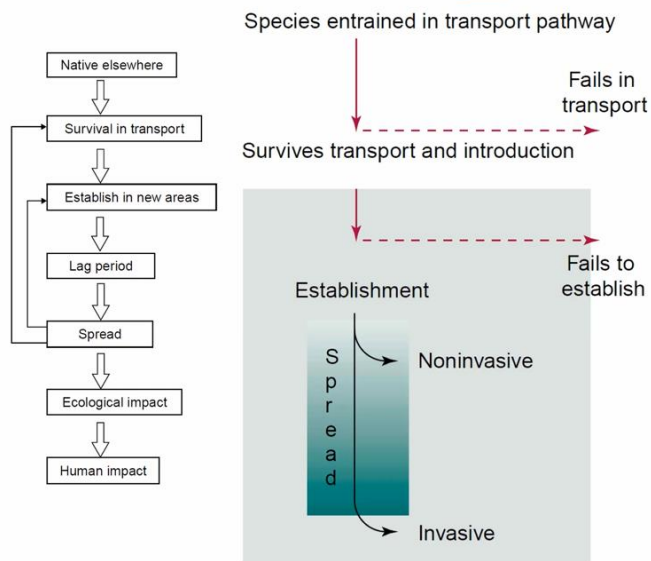 Native elsewhere
Survival in transport
Establish in new areas
Lag period
Spread
Ecological impact
Human impact
Species entrained in transport pathway
Fails in
transport
Survives transport and introduction
Fails to
establish
Establishment
Spread
Noninvasive
Invasive